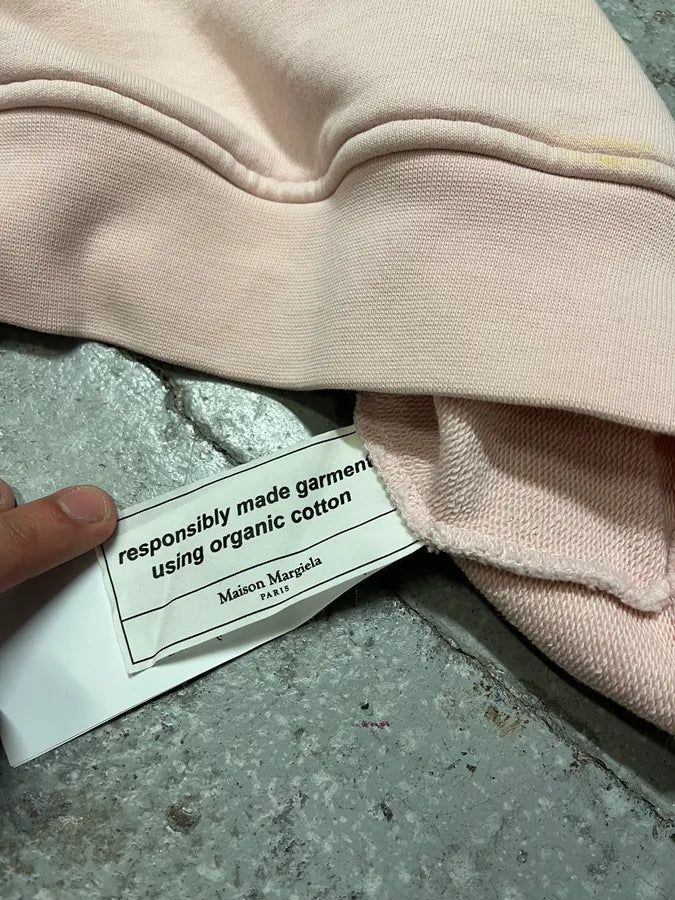 responsibly made garment
using organic cotton
Maison Margiela
PARIS